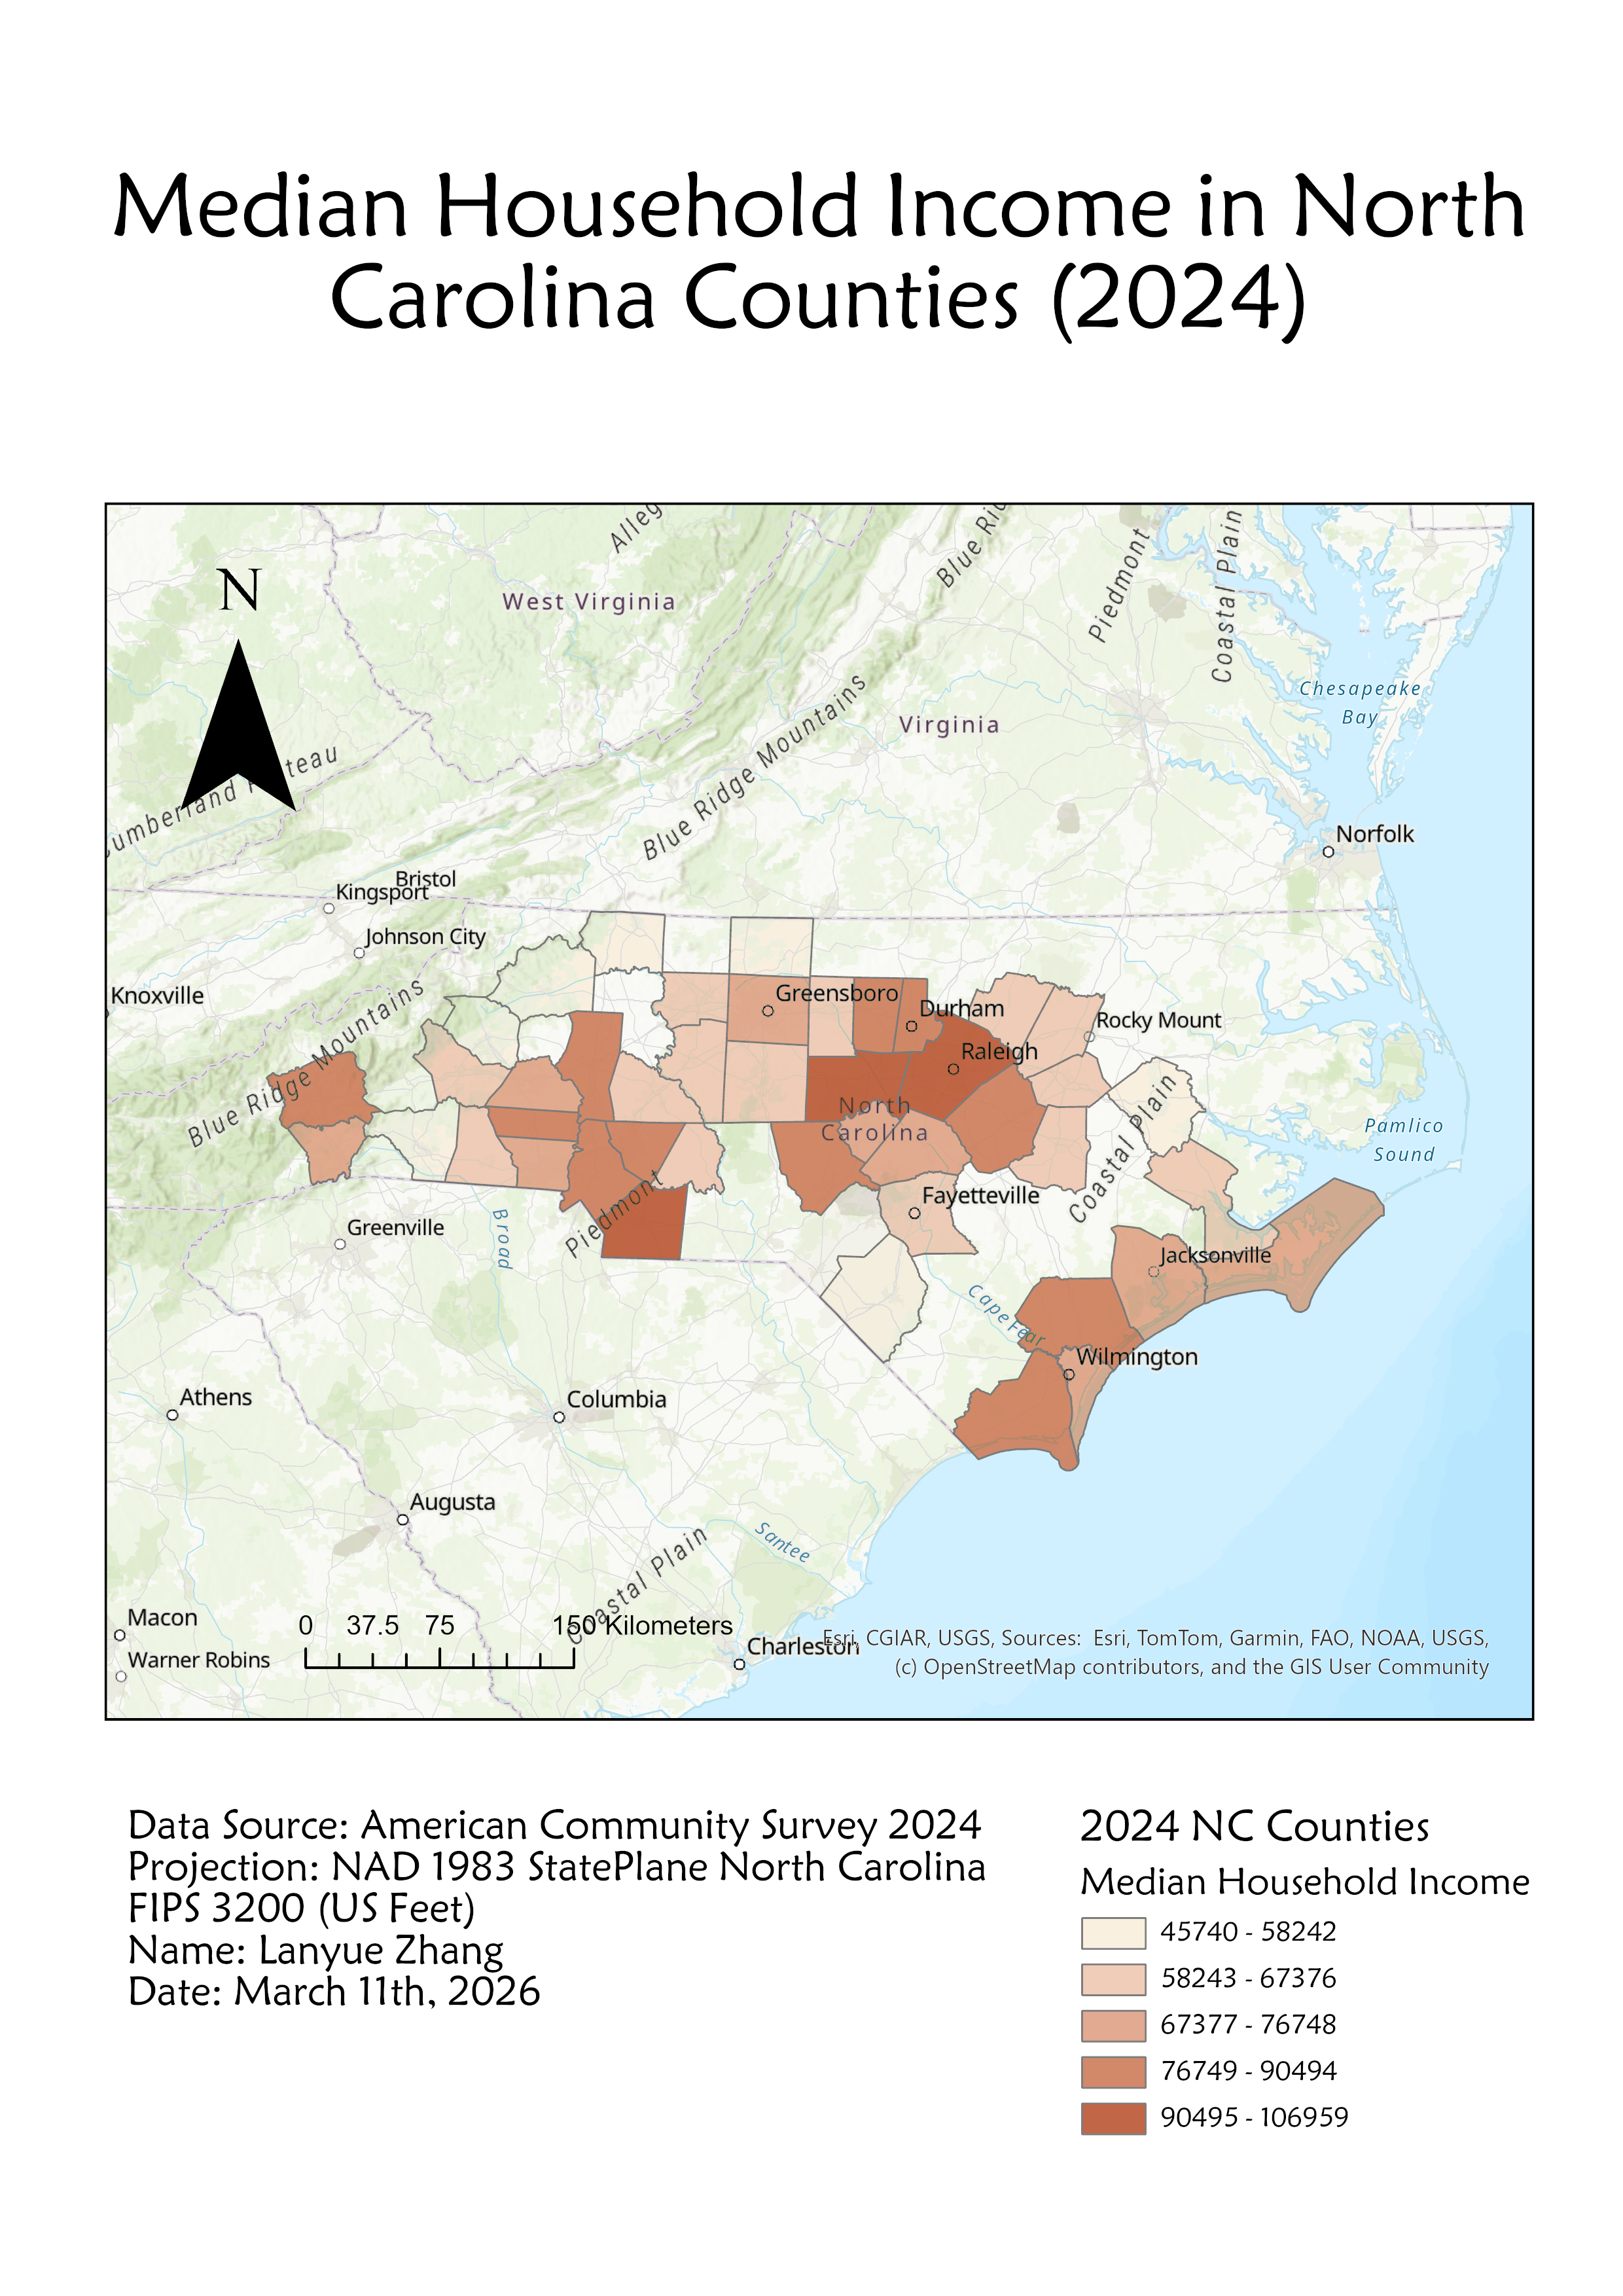 Median Household Income in North
Carolina Counties (2024)
N
Alleg
Blue Ric
Piedmont
Coastal Plain
West Virginia
Chesapeake
Bay
Virginia
Blue Ridge Mountains
Norfolk
Bristol
Kingsport
Johnson City
Knoxville
Blue Ridge Mountains
Greensboro
Durham
Rocky Mount
Raleigh
North
Carolina
Coastal Plain
Pamlico
Sound
Fayetteville
Piedmont
Broad
Greenville
Jacksonville
Cape Fear
Wilmington
Athens
Columbia
Augusta
Santee
Coastal Plain
Macon
Warner Robins
0 37.5 75 150 Kilometers
Charleston
Esri, CGIAR, USGS, Sources: Esri, TomTom, Garmin, FAO, NOAA, USGS,
(c) OpenStreetMap contributors, and the GIS User Community
Data Source: American Community Survey 2024
Projection: NAD 1983 StatePlane North Carolina
FIPS 3200 (US Feet)
Name: Lanyue Zhang
Date: March 11th, 2026
2024 NC Counties
Median Household Income
45740 - 58242
58243 - 67376
67377 - 76748
76749 - 90494
90495 - 106959